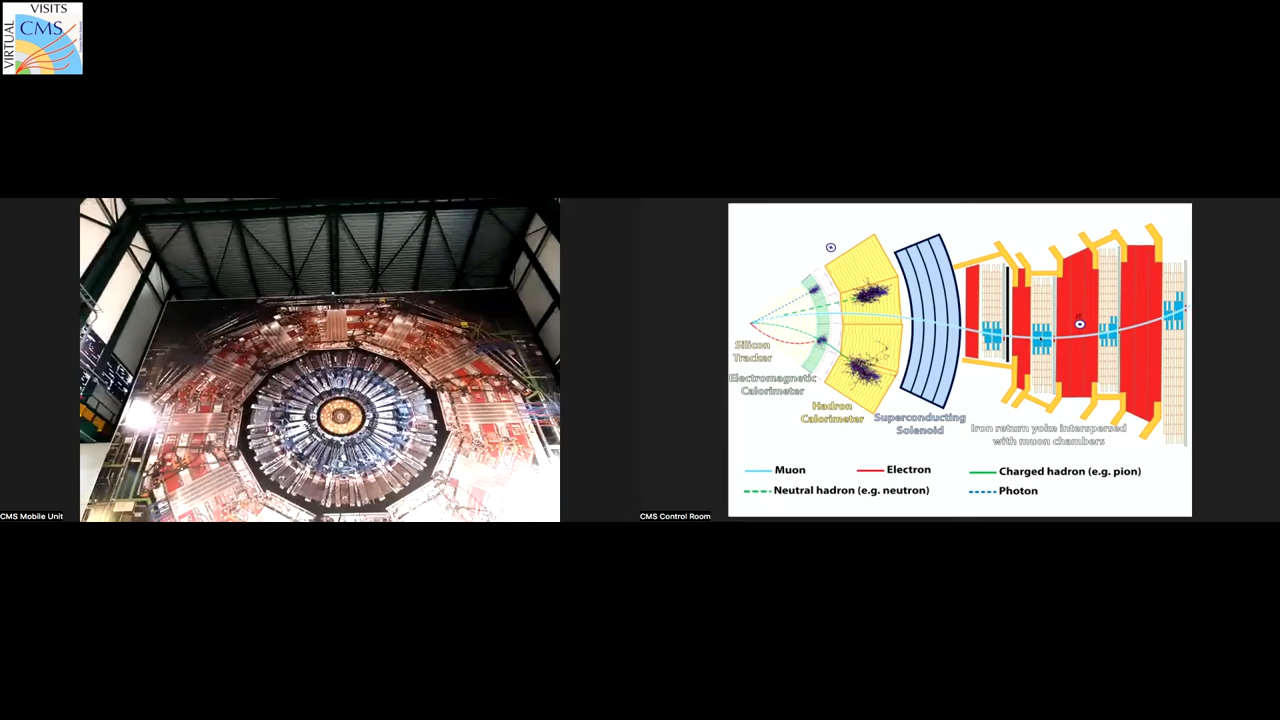 VISITS
CMS
VIRTUAL
CMS Mobile Unit
Silicon
Tracker
Electromagnetic
Calorimeter
Hadron
Calorimeter
Superconducting
Solenoid
Iron return yoke interspersed
with muon chambers
Muon
Electron
Charged hadron (e.g. pion)
Neutral hadron (e.g. neutron)
Photon
CMS Control Room